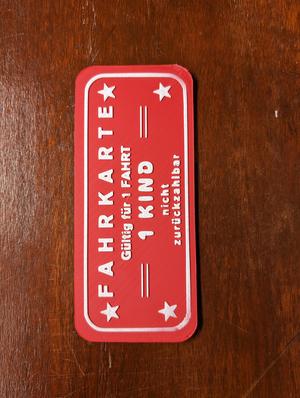 FAHRKARTE
Gültig für 1 FAHRT
1 KIND
nicht
zurückzahlbar